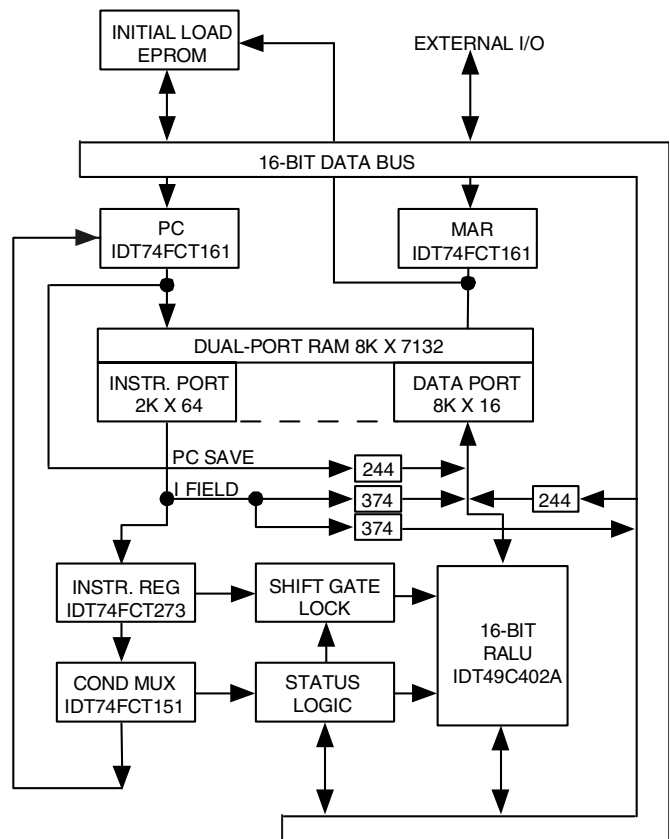 INITIAL LOAD
EPROM
EXTERNAL I/O
16-BIT DATA BUS
PC
IDT74FCT161
MAR
IDT74FCT161
DUAL-PORT RAM 8K X 7132
INSTR. PORT
2K X 64
DATA PORT
8K X 16
PC SAVE
244
I FIELD
374
244
374
INSTR. REG
IDT74FCT273
SHIFT GATE
LOCK
16-BIT
RALU
IDT49C402A
COND MUX
IDT74FCT151
STATUS
LOGIC